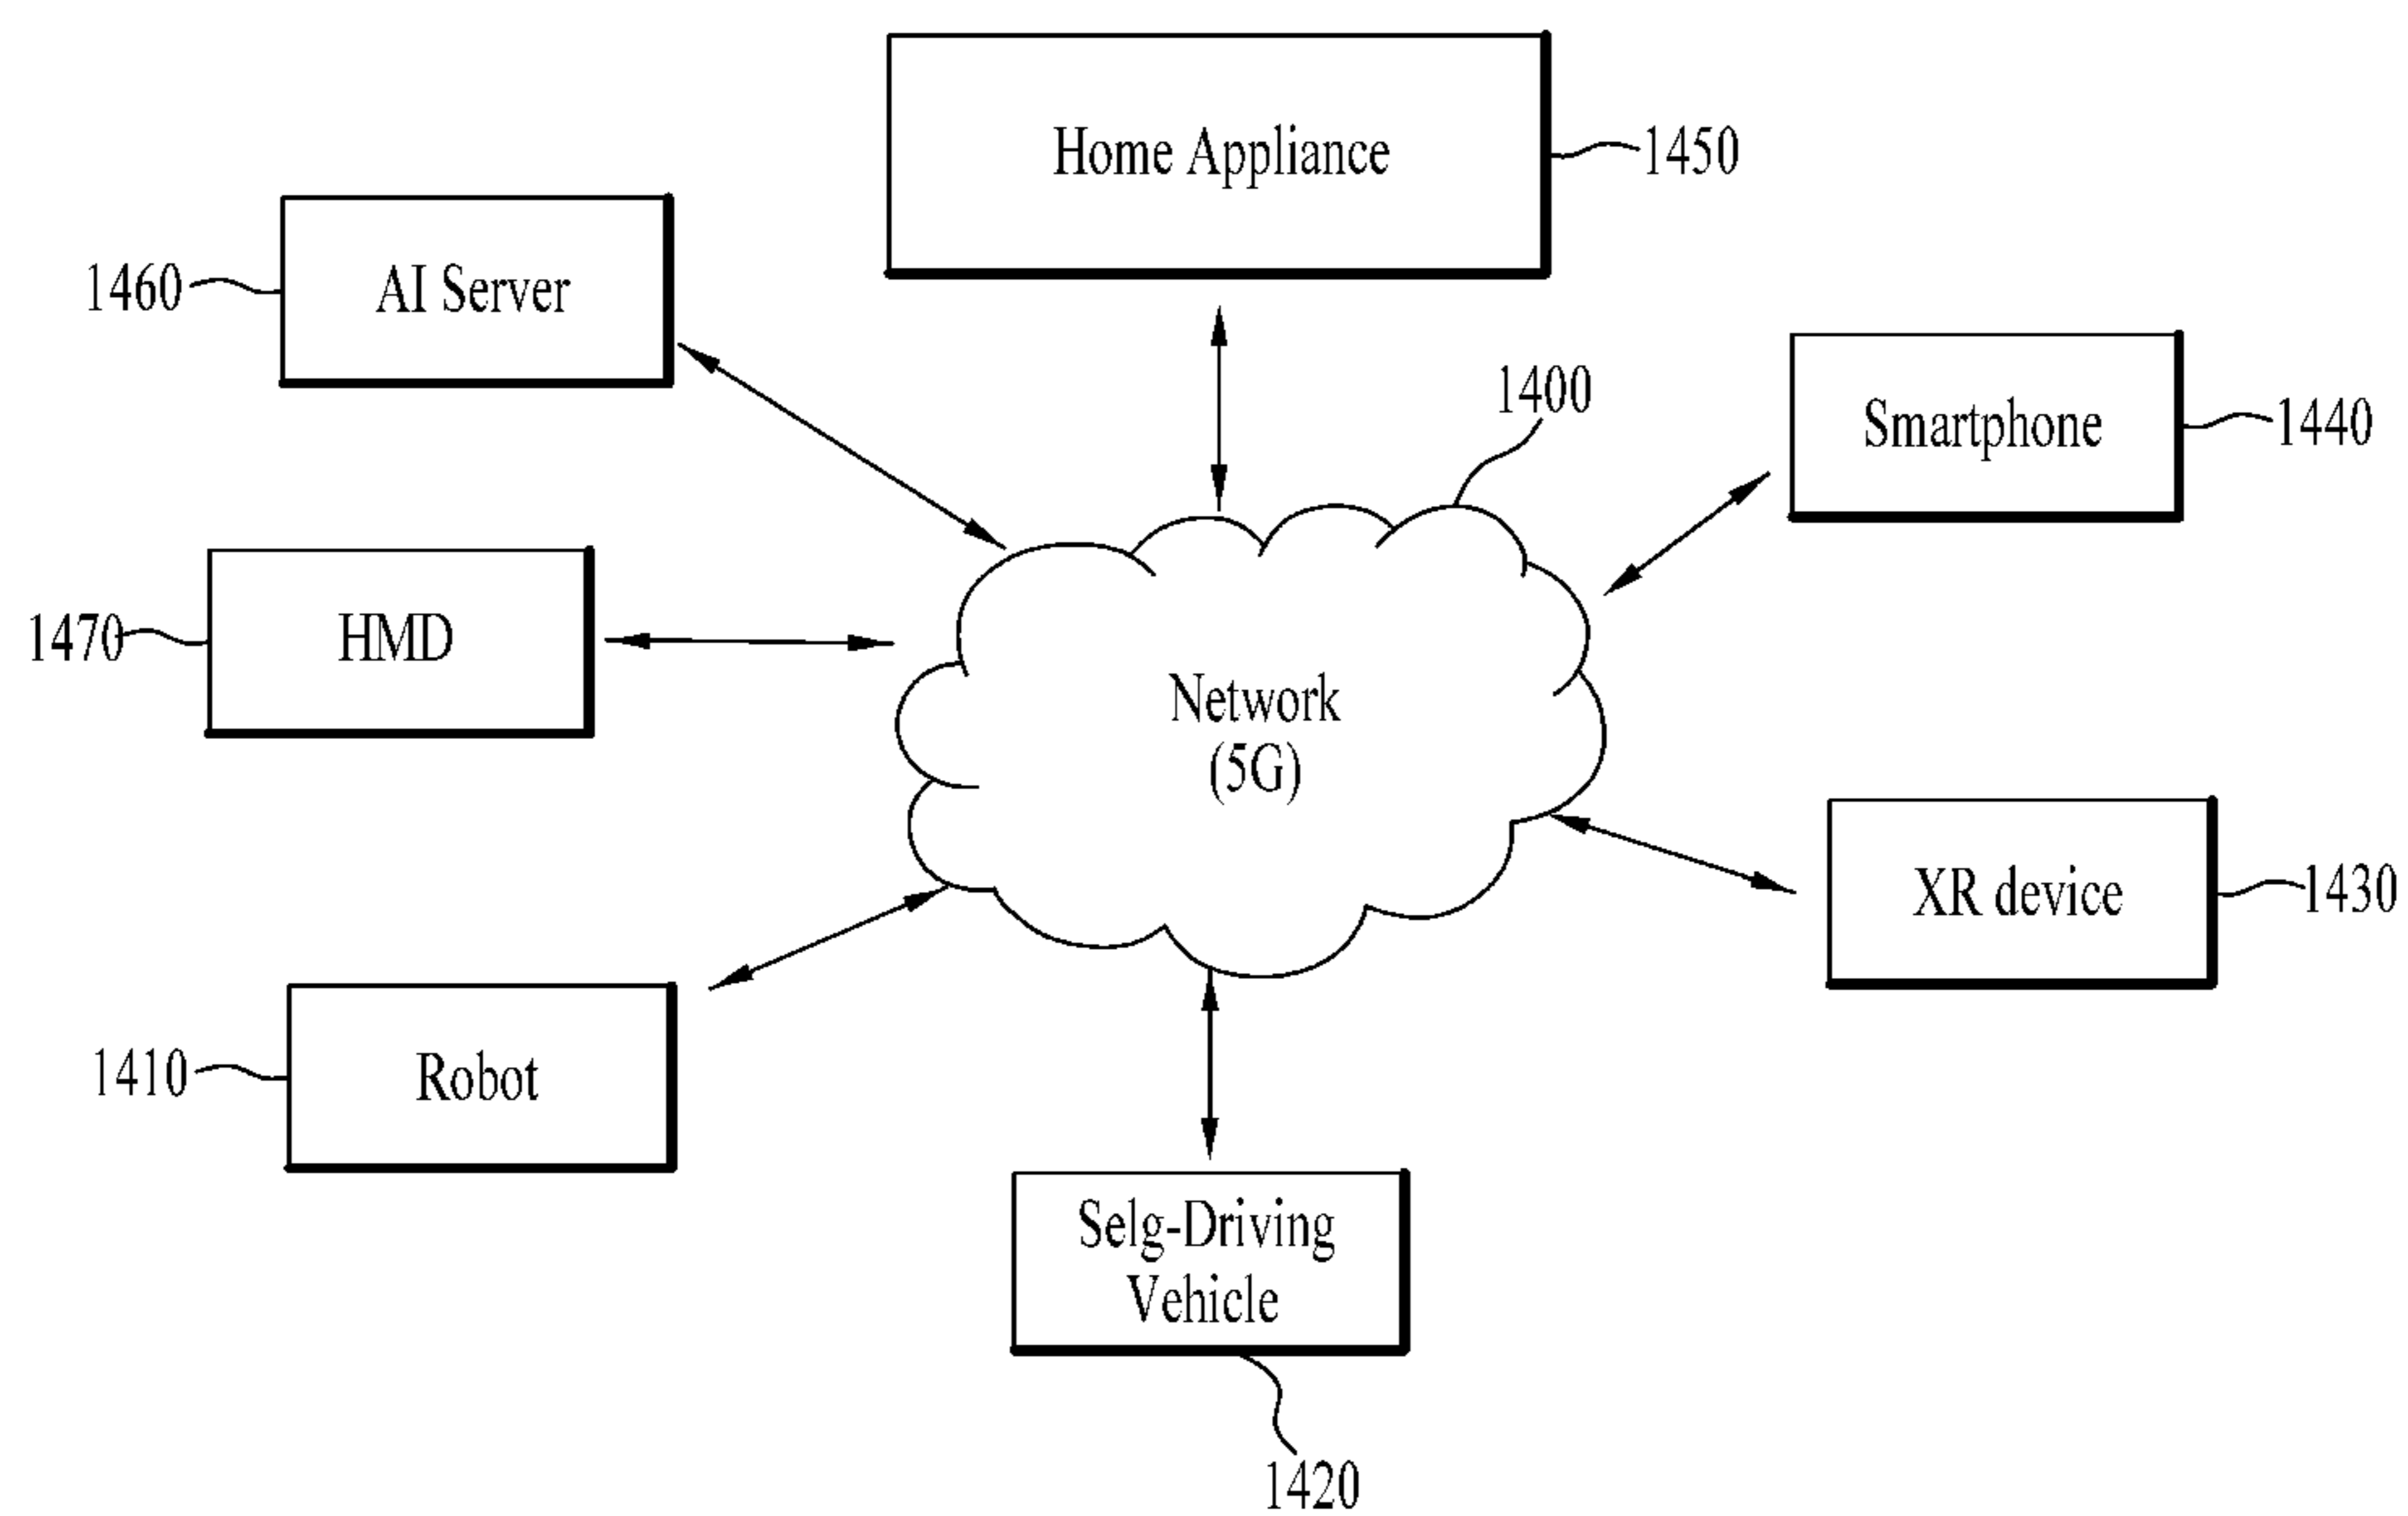 Home Appliance
1450
AI Server
1460
1400
Smartphone
1440
HMD
1470
Network
(5G)
XR device
1430
Robot
1410
Selg-Driving
Vehicle
1420